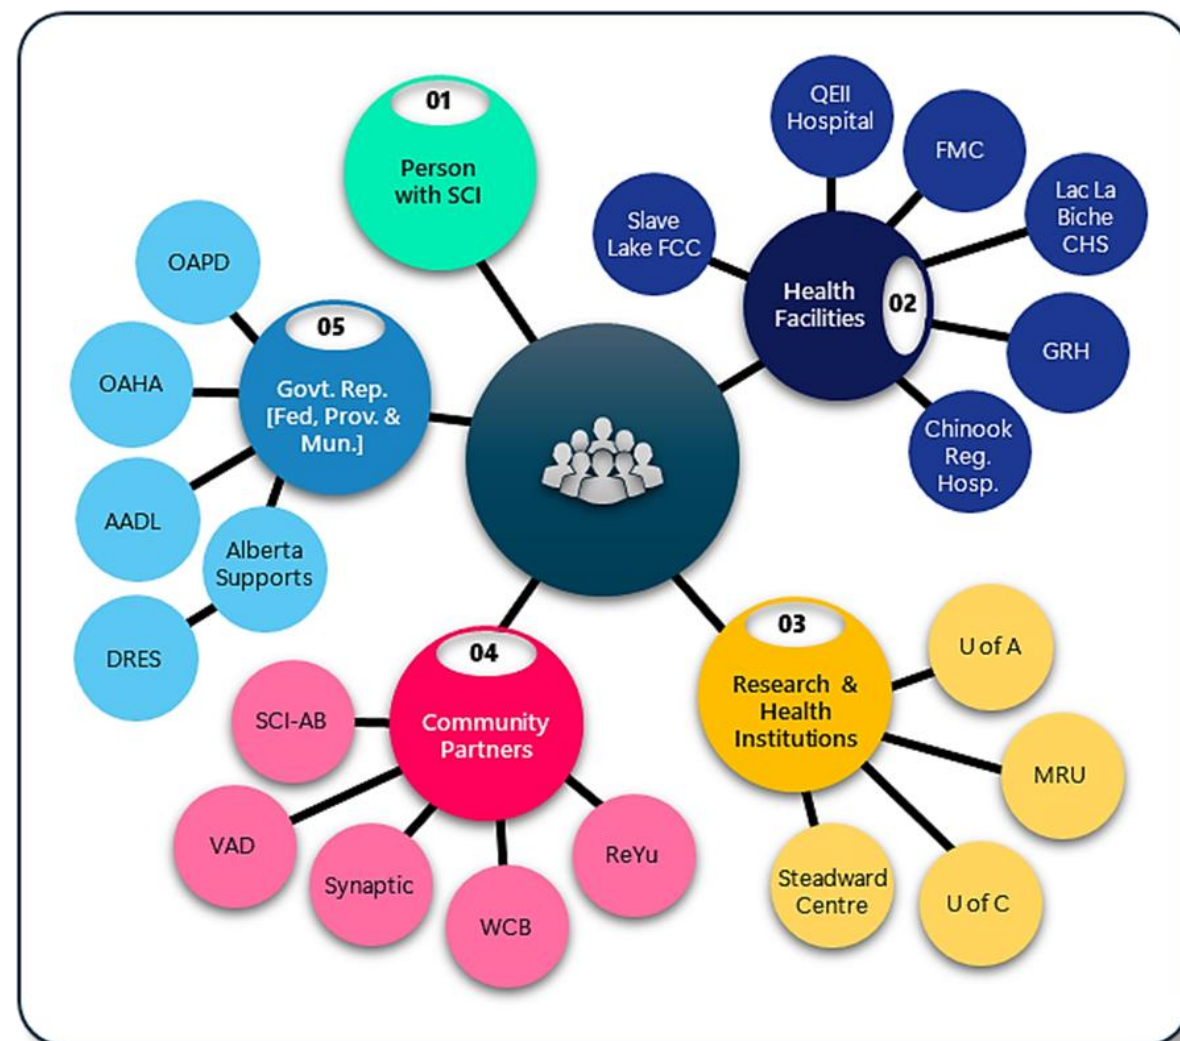 01
Person
with SCI
02
Health
Facilities
Slave
Lake FCC
QEII
Hospital
FMC
Lac La
Biche
CHS
GRH
Chinook
Reg.
Hosp.
03
Research &
Health
Institutions
U of A
MRU
U of C
Steadward
Centre
04
Community
Partners
ReYu
WCB
Synaptic
VAD
SCI-AB
05
Govt. Rep.
[Fed, Prov. &
Mun.]
OAPD
OAHA
AADL
Alberta
Supports
DRES